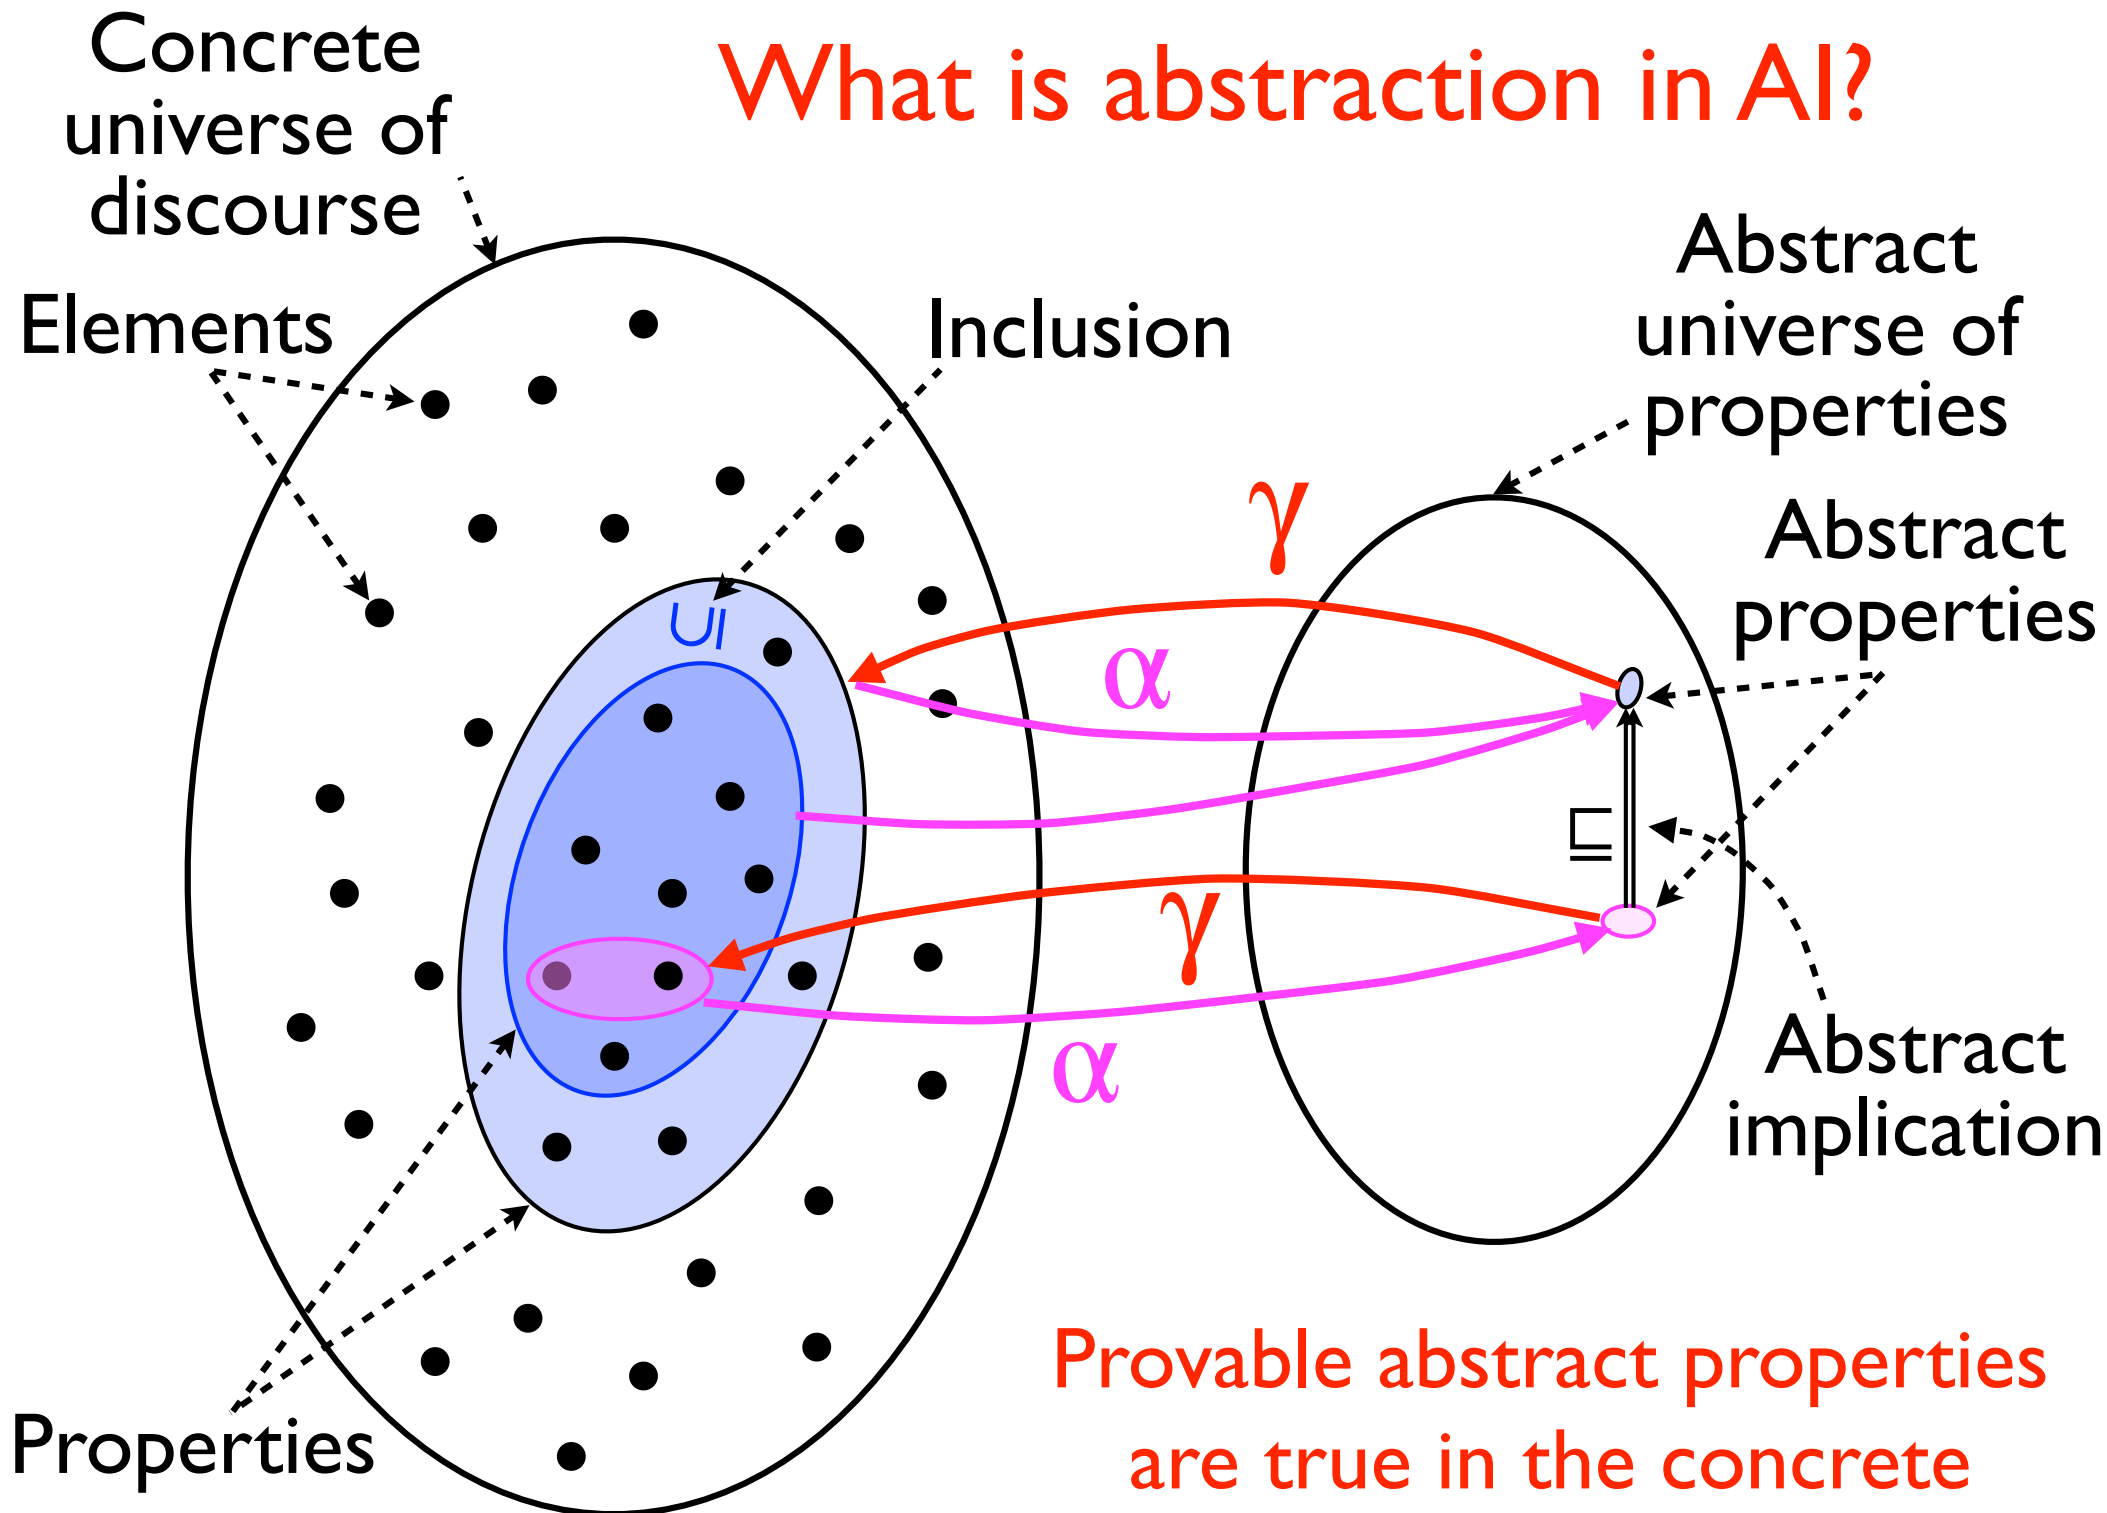 What is abstraction in AI?
Concrete
universe of
discourse
Elements
Inclusion
Abstract
universe of
properties
Abstract
properties
γ
α
⊆
⊑
γ
α
Abstract
implication
Properties
Provable abstract properties
are true in the concrete